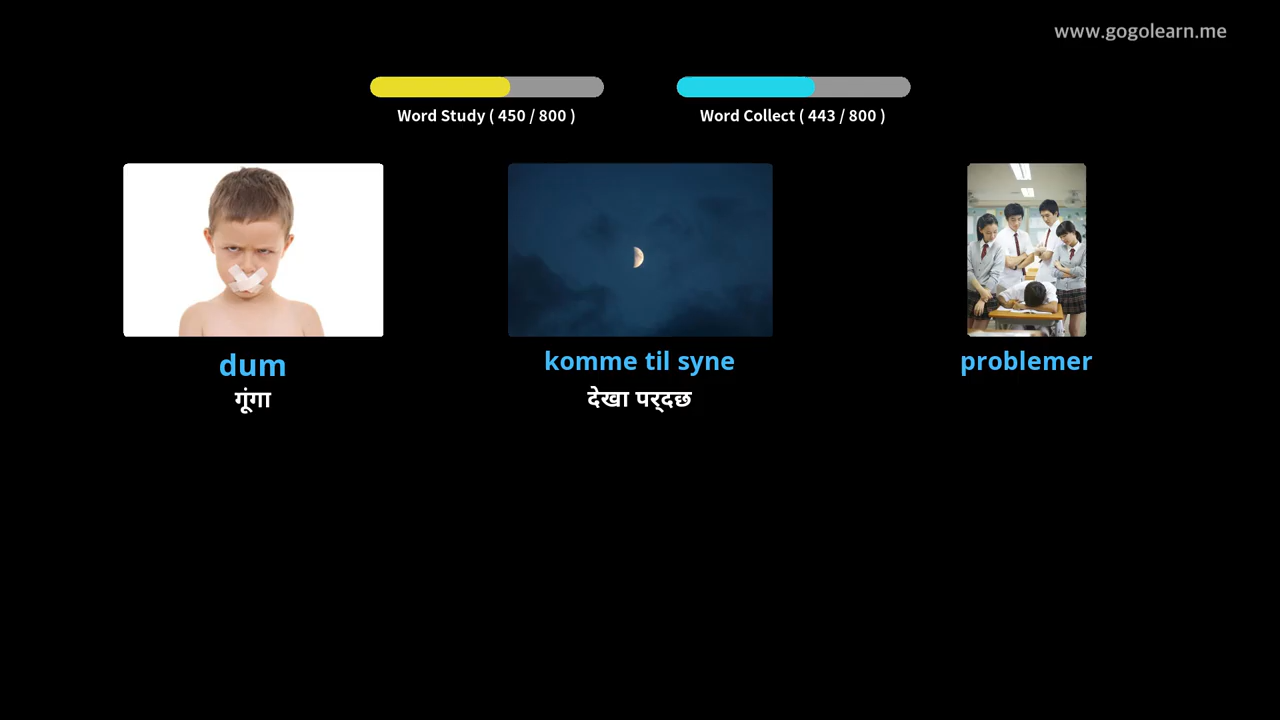 www.gogolearn.me
Word Study ( 450 / 800 )
Word Collect ( 443 / 800 )
dum
komme til syne
problemer
गूंगा
देखा पर्दछ